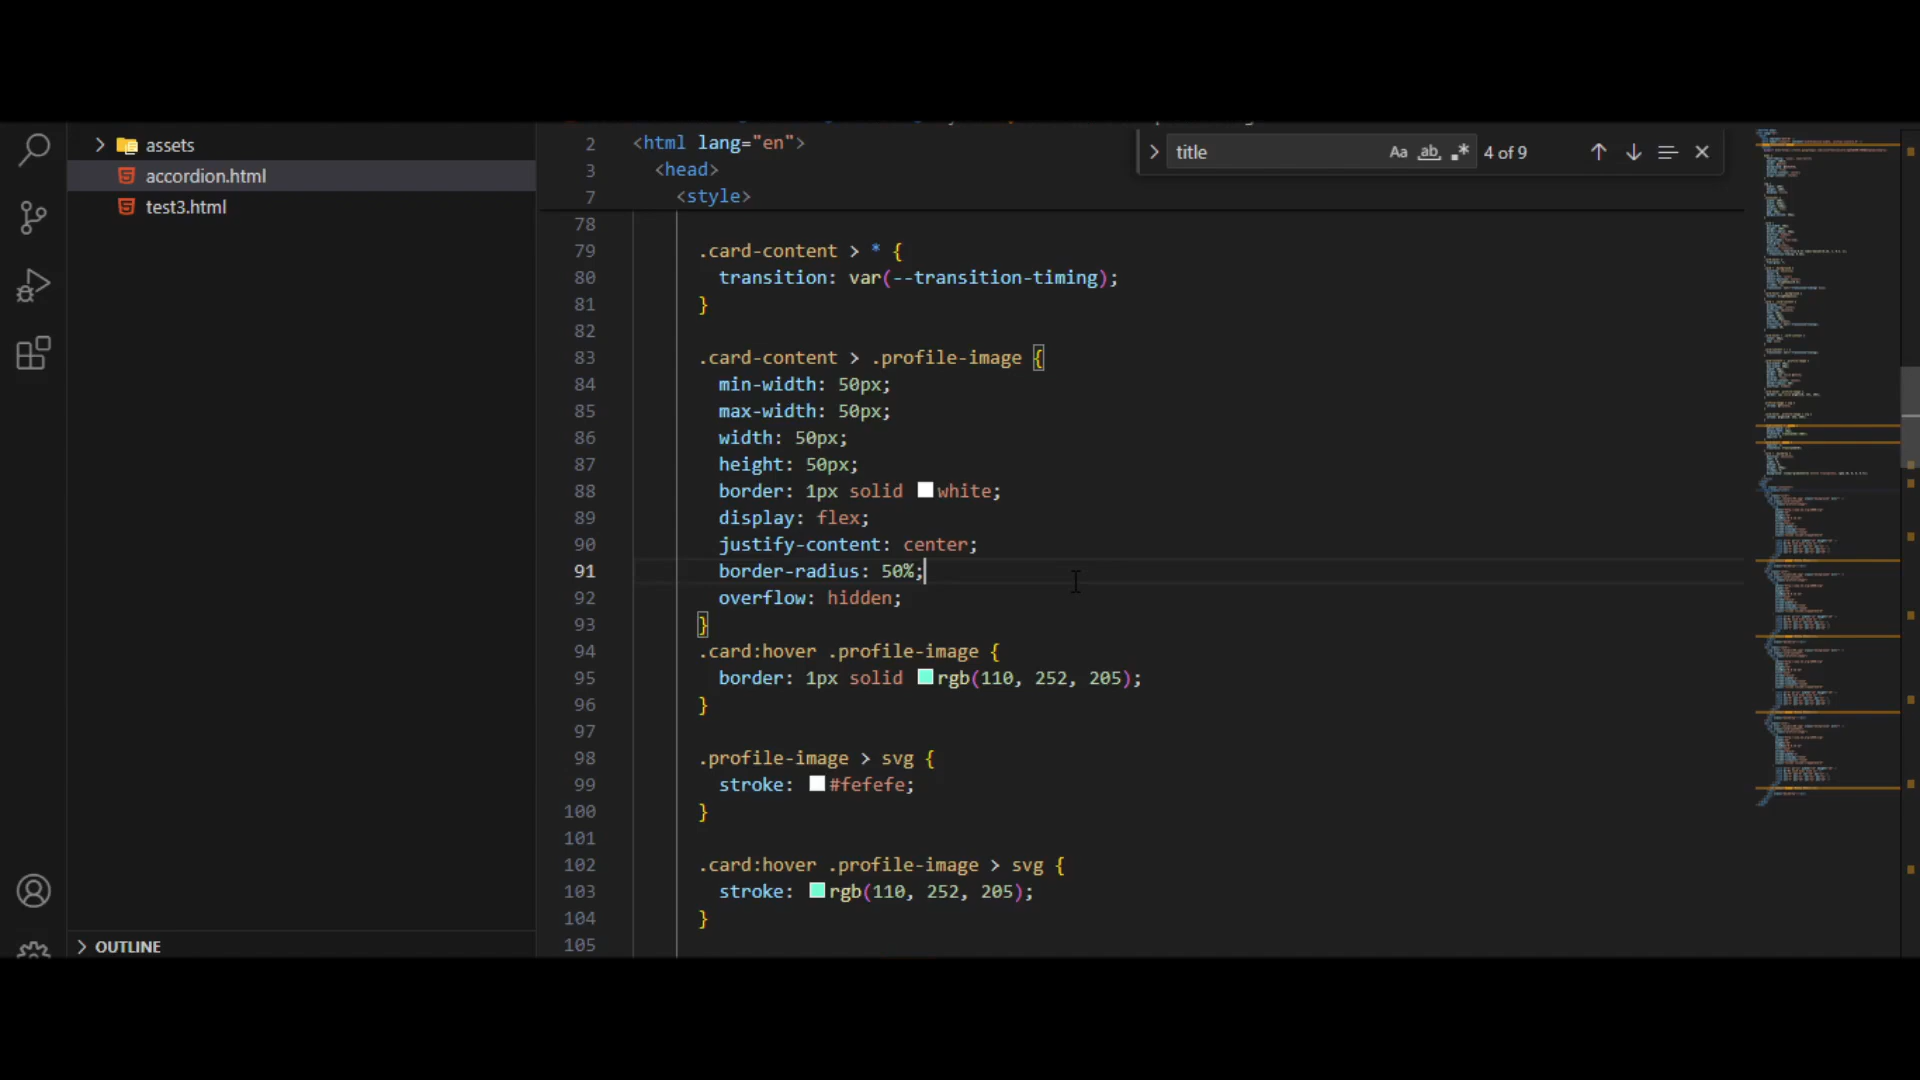 assets
accordion.html
test3.html
OUTLINE
title
Aa ab .* 4 of 9
2 <html lang="en">
3 <head>
7 <style>
78
79 .card-content > * {
80 transition: var(--transition-timing);
81 }
82
83 .card-content > .profile-image {
84 min-width: 50px;
85 max-width: 50px;
86 width: 50px;
87 height: 50px;
88 border: 1px solid white;
89 display: flex;
90 justify-content: center;
91 border-radius: 50%;
92 overflow: hidden;
93 }
94 .card:hover .profile-image {
95 border: 1px solid rgb(110, 252, 205);
96 }
97
98 .profile-image > svg {
99 stroke: #fefefe;
100 }
101
102 .card:hover .profile-image > svg {
103 stroke: rgb(110, 252, 205);
104 }
105